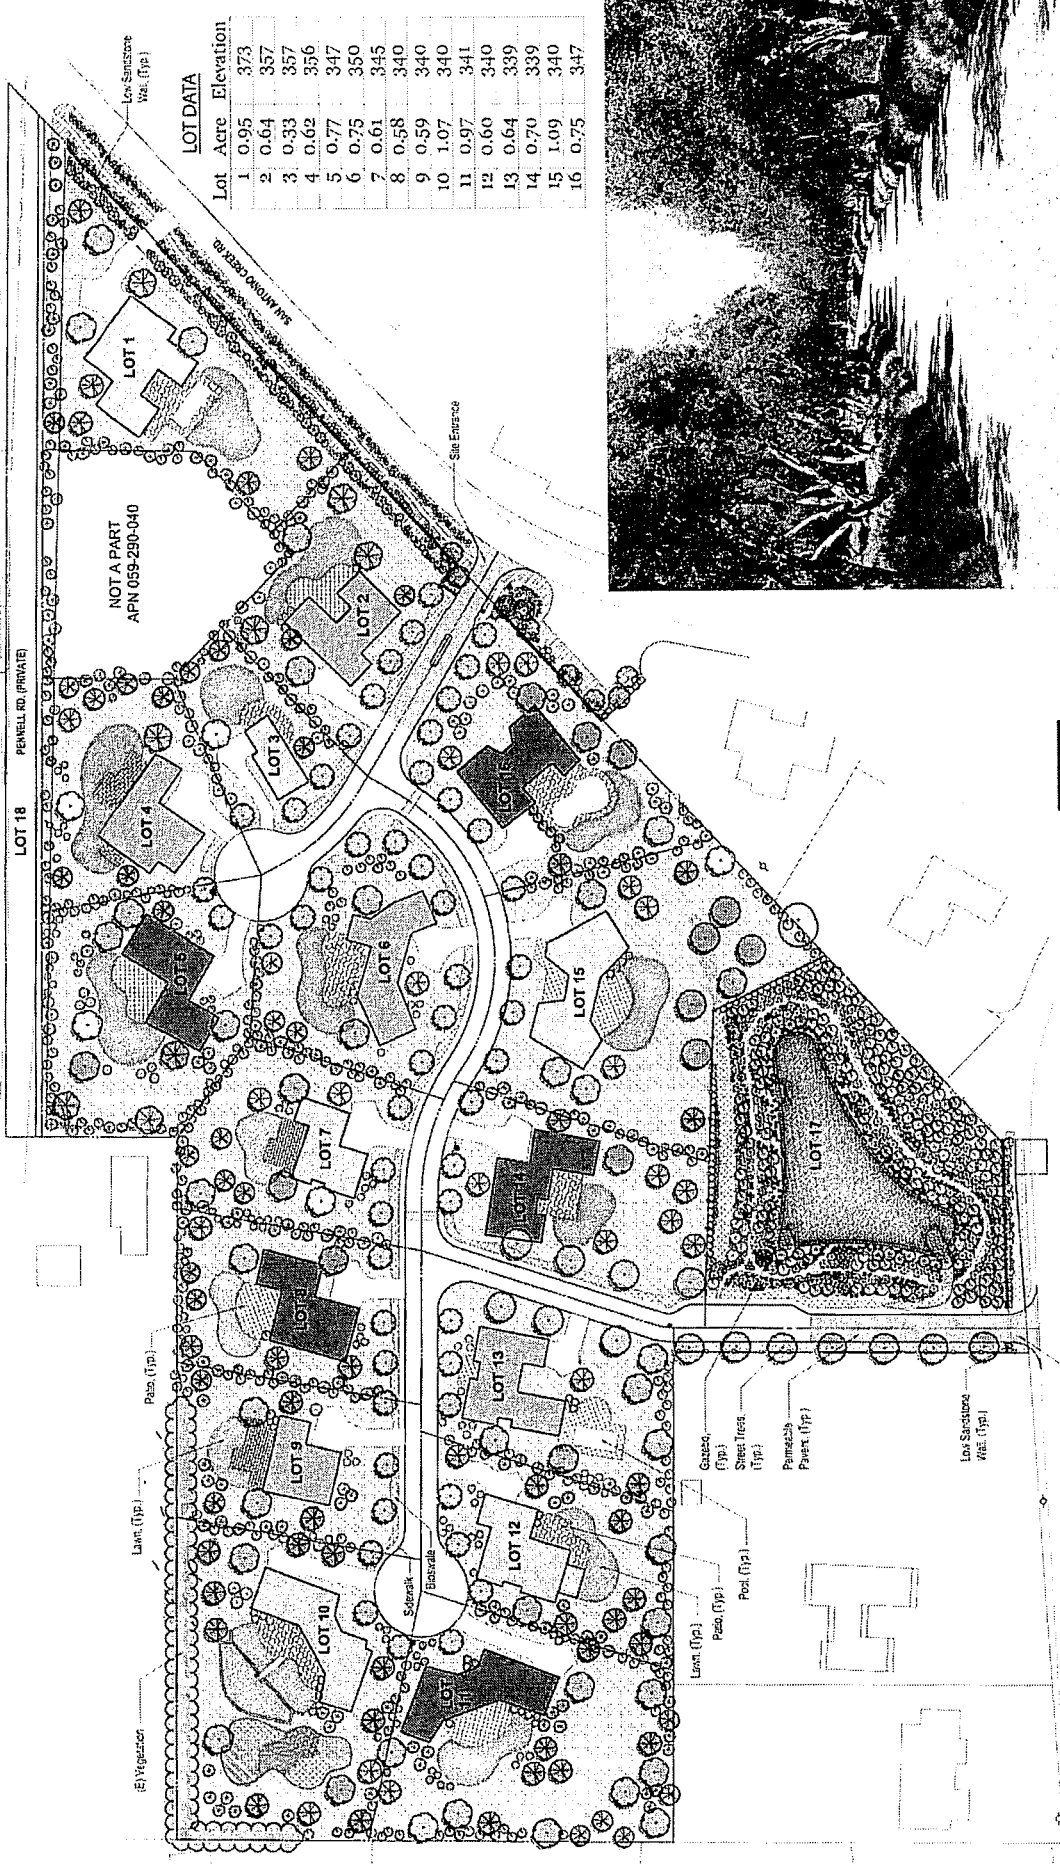 LOT DATA
Lot Acre Elevation
1 0.95 373
2 0.64 357
3 0.33 357
4 0.62 356
5 0.77 347
6 0.75 350
7 0.61 345
8 0.58 340
9 0.59 340
10 1.07 340
11 0.97 341
12 0.60 340
13 0.64 339
14 0.70 339
15 1.09 340
16 0.75 347
Low Sandstone
Wall, (Typ.)
LOT 18
PENNELL RD. (PRIVATE)
SAN ANTONIO CREEK RD.
NOT A PART
APN 059-290-040
Site Entrance
LOT 1
LOT 2
LOT 3
LOT 4
LOT 5
LOT 6
LOT 7
LOT 8
LOT 9
LOT 10
LOT
11
LOT 12
LOT 13
LOT 14
LOT 15
LOT 16
LOT 17
Patio, (Typ.)
Lawn, (Typ.)
(E) Vegetation
Sidewalk
Bioswale
Gazebo,
(Typ.)
Street Trees,
(Typ.)
Permeable
Pavers, (Typ.)
Low Sandstone
Wall, (Typ.)
Lawn, (Typ.)
Patio, (Typ.)
Pool, (Typ.)